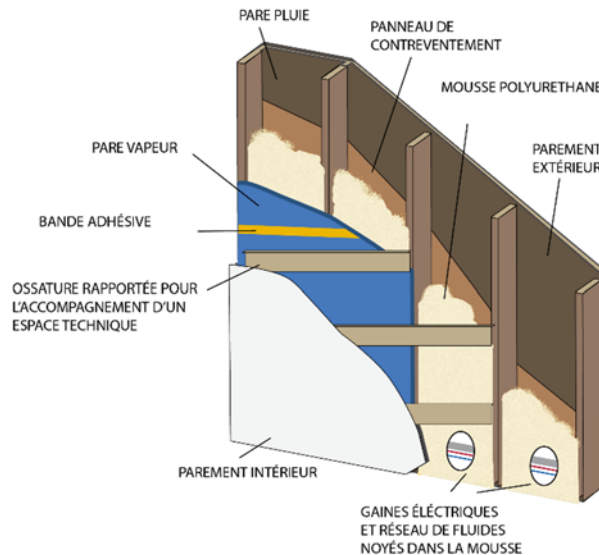 PARE PLUIE
PANNEAU DE
CONTREVENTEMENT
MOUSSE POLYURETHANE
PARE VAPEUR
PAREMENT
EXTÉRIEUR
BANDE ADHÉSIVE
OSSATURE RAPPORTÉE POUR
L'ACCOMPAGNEMENT D'UN
ESPACE TECHNIQUE
PAREMENT INTÉRIEUR
GAINES ÉLÉCTRIQUES
ET RÉSEAU DE FLUIDES
NOYÉS DANS LA MOUSSE